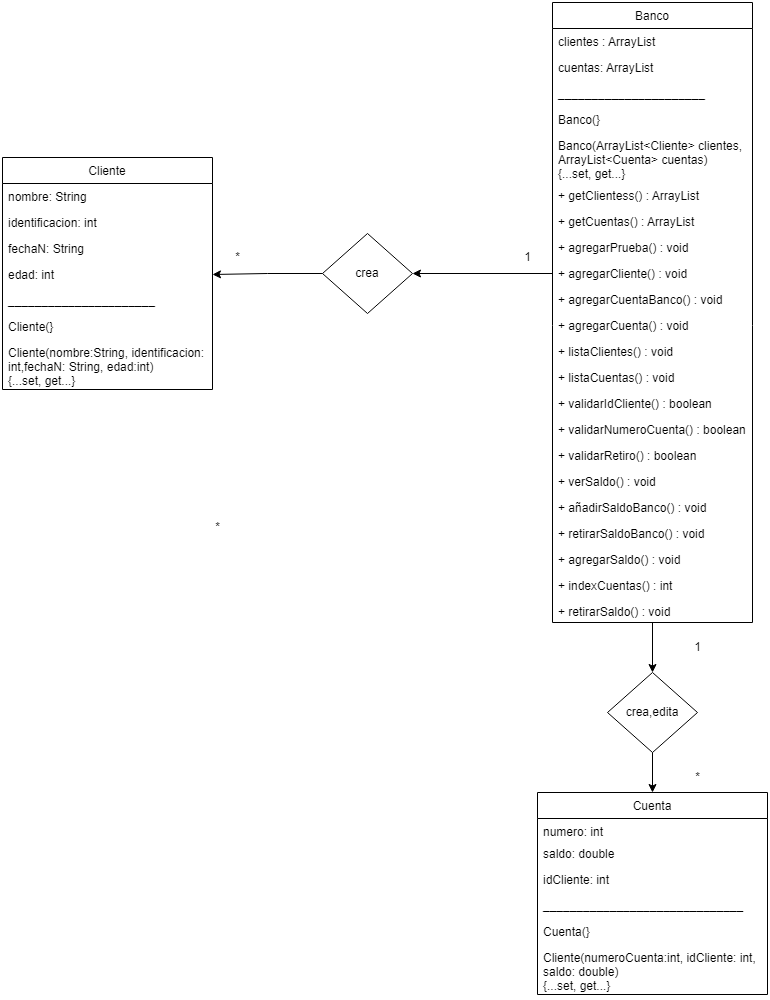 Banco
clientes : ArrayList
cuentas: ArrayList
______________________
Banco{}
Banco(ArrayList<Cliente> clientes,
ArrayList<Cuenta> cuentas)
{...set, get...}
+ getClientess() : ArrayList
+ getCuentas() : ArrayList
+ agregarPrueba() : void
+ agregarCliente() : void
+ agregarCuentaBanco() : void
+ agregarCuenta() : void
+ listaClientes() : void
+ listaCuentas() : void
+ validarIdCliente() : boolean
+ validarNumeroCuenta() : boolean
+ validarRetiro() : boolean
+ verSaldo() : void
+ añadirSaldoBanco() : void
+ retirarSaldoBanco() : void
+ agregarSaldo() : void
+ indexCuentas() : int
+ retirarSaldo() : void
Cliente
nombre: String
identificacion: int
fechaN: String
edad: int
______________________
Cliente{}
Cliente(nombre:String, identificacion:
int,fechaN: String, edad:int)
{...set, get...}
*
crea
1
*
1
crea,edita
*
Cuenta
numero: int
saldo: double
idCliente: int
______________________________
Cuenta{}
Cliente(numeroCuenta:int, idCliente: int,
saldo: double)
{...set, get...}